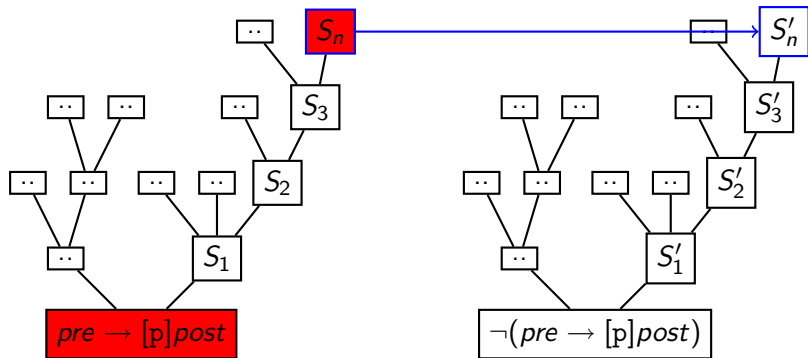 ·· S_n ·· S′_n
·· ·· ·· S_3 ·· ·· ·· S′_3
·· ·· ·· ·· S_2 ·· ·· ·· ·· S′_2
·· S_1 ·· S′_1
pre → [p]post ¬(pre → [p]post)